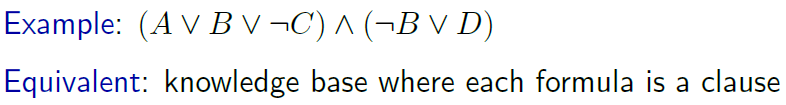 Example: (A ∨ B ∨ ¬C) ∧ (¬B ∨ D)
Equivalent: knowledge base where each formula is a clause